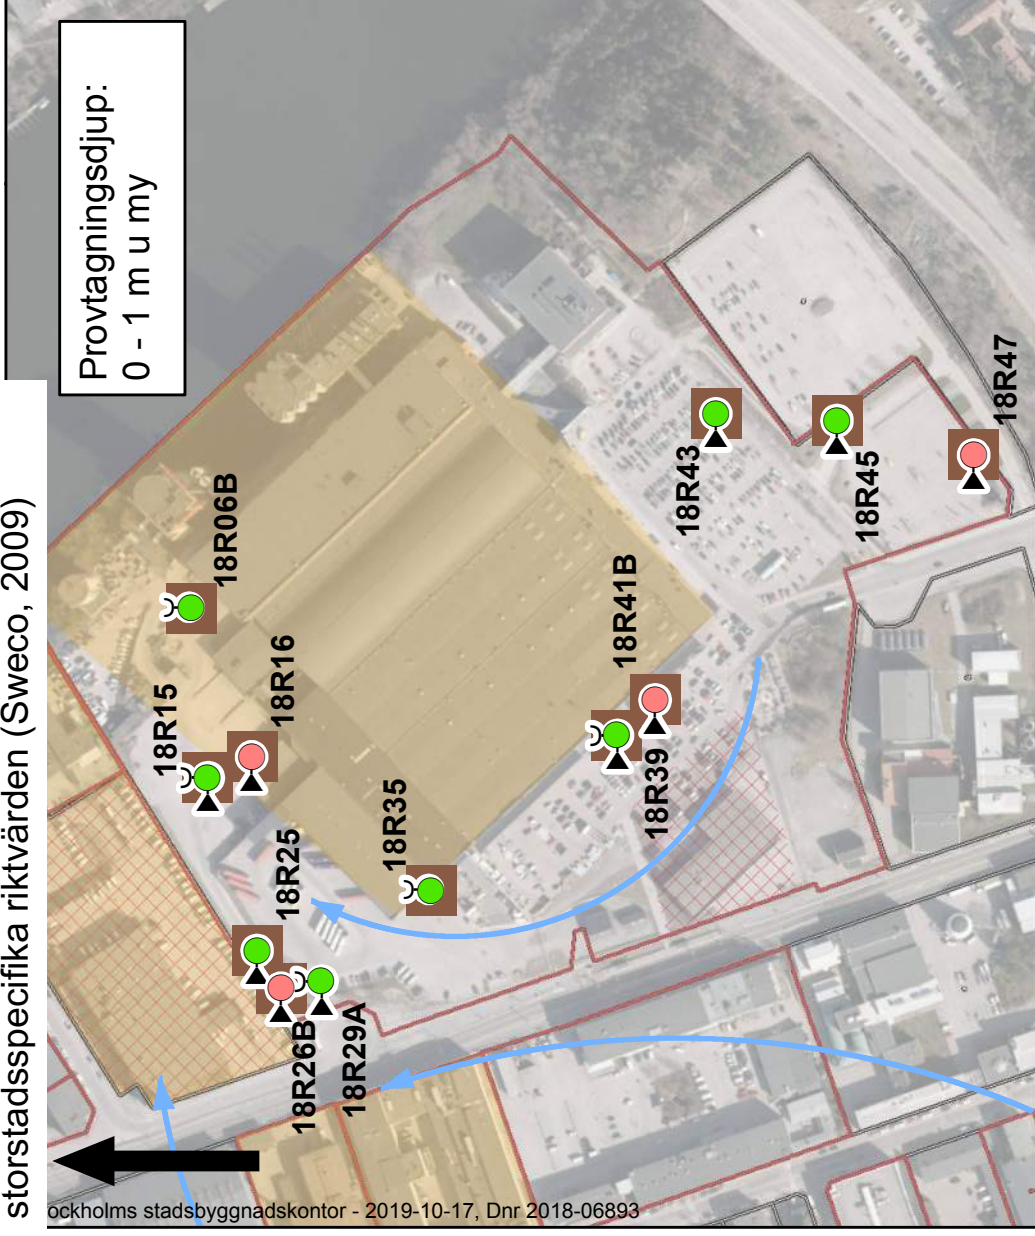 storstadsspecifika riktvärden (Sweco, 2009)
Provtagningsdjup:
0 - 1 m u my
18R06B
18R15
18R16
18R25
18R35
18R41B
18R39
18R43
18R45
18R47
18R26B
18R29A
ockholms stadsbyggnadskontor - 2019-10-17, Dnr 2018-06893